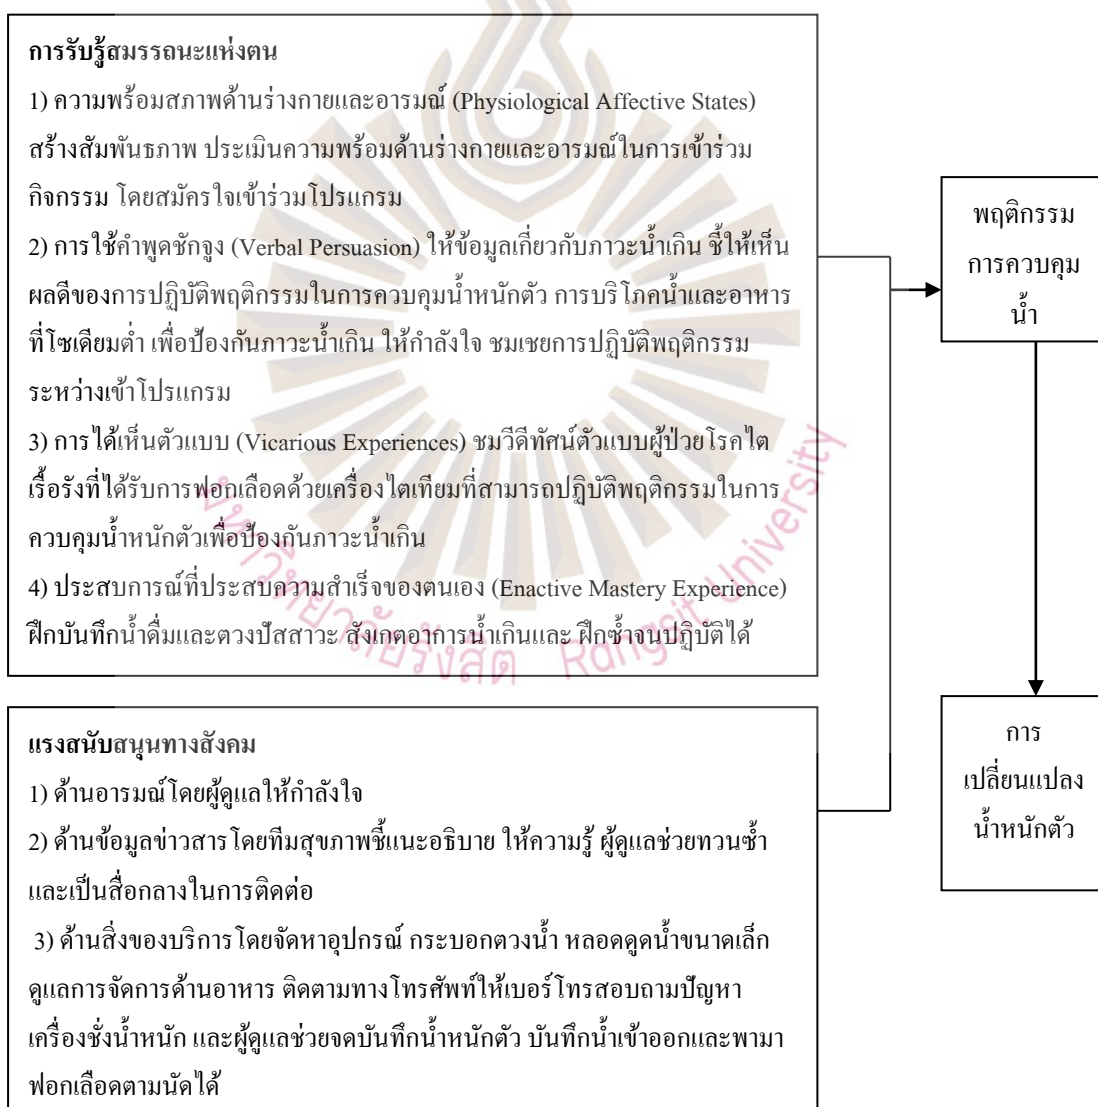 การรับรู้สมรรถนะแห่งตน
1) ความพร้อมสภาพด้านร่างกายและอารมณ์ (Physiological Affective States)
สร้างสัมพันธภาพ ประเมินความพร้อมด้านร่างกายและอารมณ์ในการเข้าร่วม
กิจกรรม โดยสมัครใจเข้าร่วมโปรแกรม
2) การใช้คำพูดชักจูง (Verbal Persuasion) ให้ข้อมูลเกี่ยวกับภาวะน้ำเกิน ชี้ให้เห็น
ผลดีของการปฏิบัติพฤติกรรมในการควบคุมน้ำหนักตัว การบริโภคน้ำและอาหาร
ที่โซเดียมต่ำ เพื่อป้องกันภาวะน้ำเกิน ให้กำลังใจ ชมเชยการปฏิบัติพฤติกรรม
ระหว่างเข้าโปรแกรม
3) การได้เห็นตัวแบบ (Vicarious Experiences) ชมวีดีทัศน์ตัวแบบผู้ป่วยโรคไต
เรื้อรังที่ได้รับการฟอกเลือดด้วยเครื่องไตเทียมที่สามารถปฏิบัติพฤติกรรมในการ
ควบคุมน้ำหนักตัวเพื่อป้องกันภาวะน้ำเกิน
4) ประสบการณ์ที่ประสบความสำเร็จของตนเอง (Enactive Mastery Experience)
ฝึกบันทึกน้ำดื่มและตวงปัสสาวะ สังเกตอาการน้ำเกินและ ฝึกซ้ำจนปฏิบัติได้
มหาวิทยาลัยรังสิต Rangsit University
พฤติกรรม
การควบคุม
น้ำ
แรงสนับสนุนทางสังคม
1) ด้านอารมณ์โดยผู้ดูแลให้กำลังใจ
2) ด้านข้อมูลข่าวสารโดยทีมสุขภาพชี้แนะอธิบาย ให้ความรู้ ผู้ดูแลช่วยทวนซ้ำ
และเป็นสื่อกลางในการติดต่อ
3) ด้านสิ่งของบริการโดยจัดหาอุปกรณ์ กระบอกตวงน้ำ หลอดดูดน้ำขนาดเล็ก
ดูแลการจัดการด้านอาหาร ติดตามทางโทรศัพท์ให้เบอร์โทรสอบถามปัญหา
เครื่องชั่งน้ำหนัก และผู้ดูแลช่วยจดบันทึกน้ำหนักตัว บันทึกน้ำเข้าออกและพามา
ฟอกเลือดตามนัดได้
การ
เปลี่ยนแปลง
น้ำหนักตัว